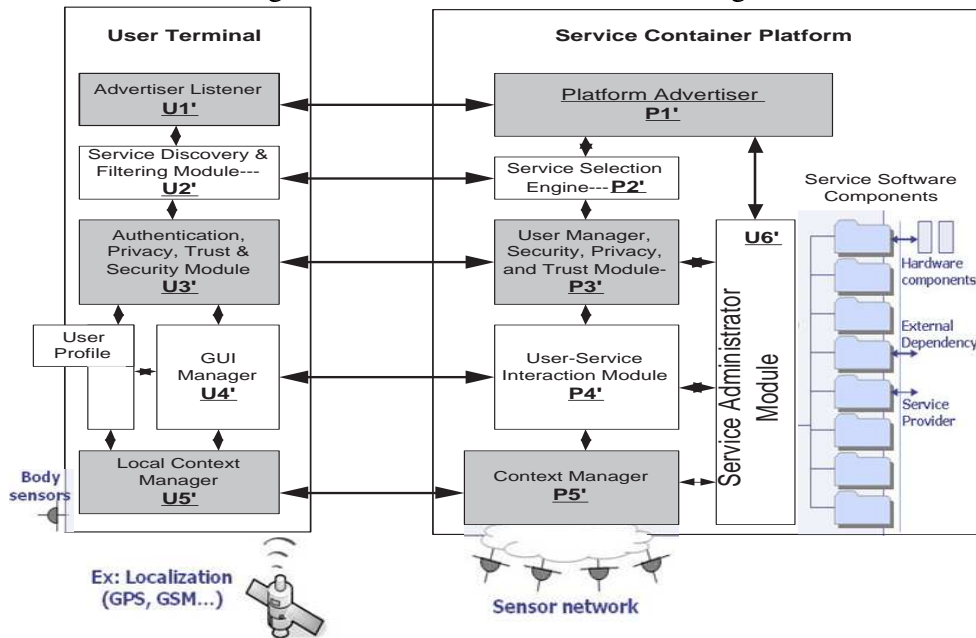 User Terminal
Advertiser Listener
U1'
Service Discovery &
Filtering Module---
U2'
Authentication,
Privacy, Trust &
Security Module
U3'
User
Profile
GUI
Manager
U4'
Local Context
Manager
U5'
Body
sensors
Ex: Localization
(GPS, GSM...)
Service Container Platform
Platform Advertiser
P1'
Service Selection
Engine---P2'
User Manager,
Security, Privacy,
and Trust Module-
P3'
User-Service
Interaction Module
P4'
Context Manager
P5'
Sensor network
U6'
Service Administrator
Module
Service Software
Components
Hardware
components
External
Dependency
Service
Provider